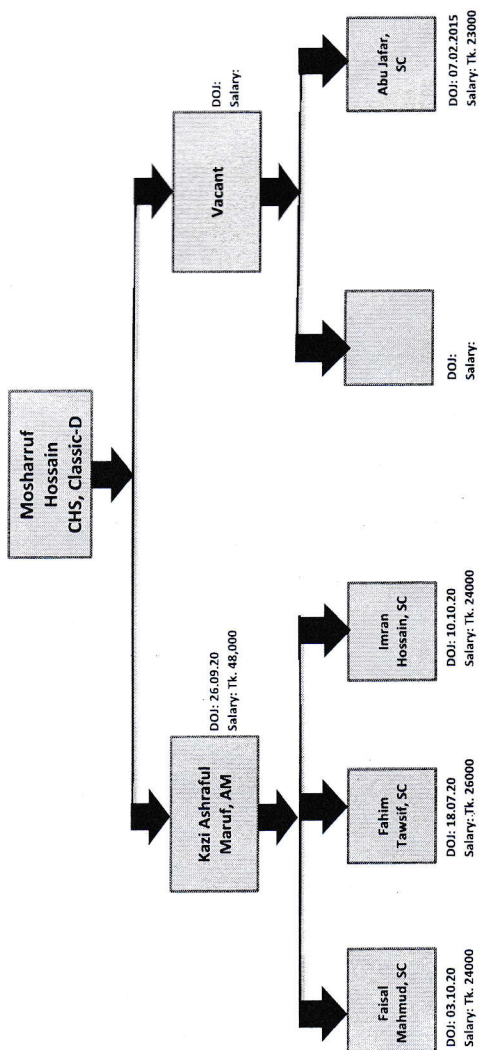 Mosharruf
Hossain
CHS, Classic-D
Kazi Ashraful
Maruf, AM
DOJ: 26.09.20
Salary: Tk. 48,000
Vacant
DOJ:
Salary:
Faisal
Mahmud, SC
DOJ: 03.10.20
Salary: Tk. 24000
Fahim
Tawsif, SC
DOJ: 18.07.20
Salary: Tk. 26000
Imran
Hossain, SC
DOJ: 10.10.20
Salary: Tk. 24000
DOJ:
Salary:
Abu Jafar,
SC
DOJ: 07.02.2015
Salary: Tk. 23000